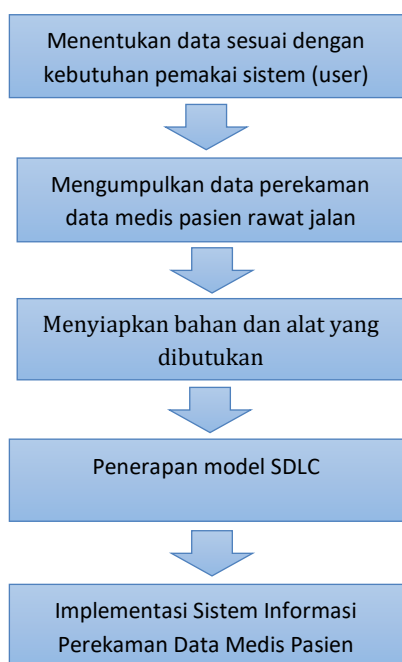 Menentukan data sesuai dengan
kebutuhan pemakai sistem (user)
Mengumpulkan data perekaman
data medis pasien rawat jalan
Menyiapkan bahan dan alat yang
dibutukan
Penerapan model SDLC
Implementasi Sistem Informasi
Perekaman Data Medis Pasien